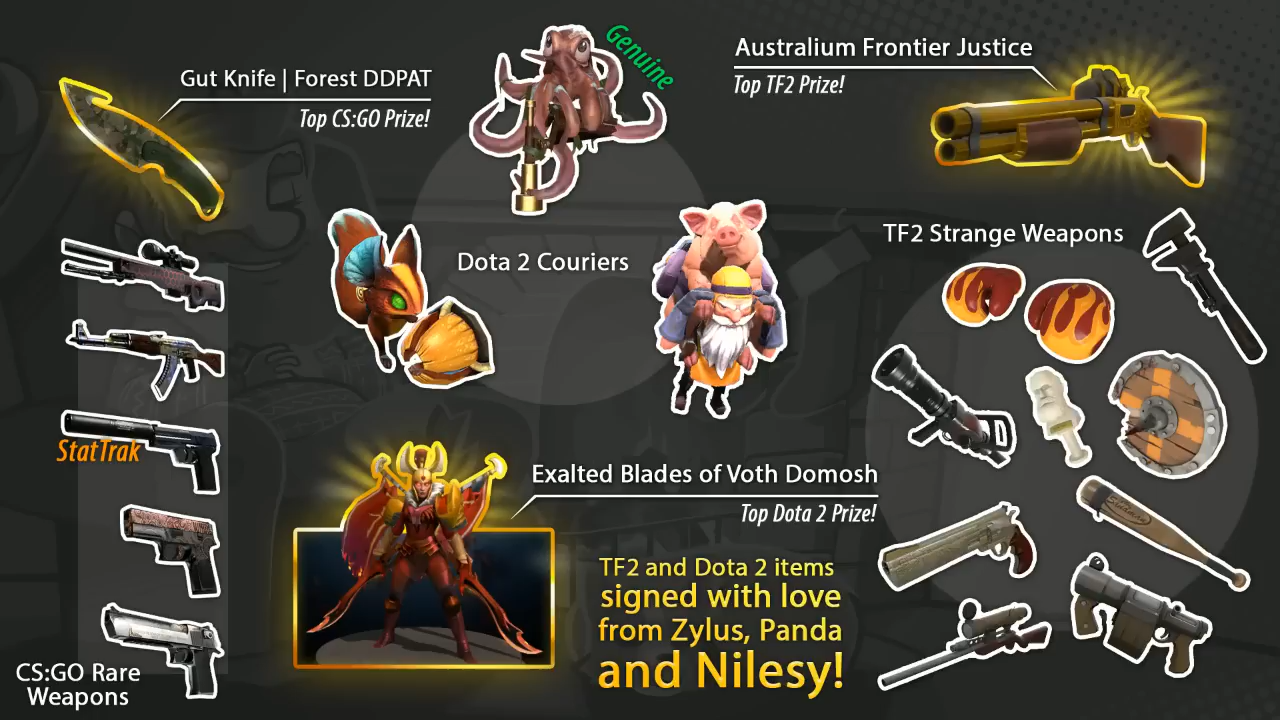 Gut Knife | Forest DDPAT
Top CS:GO Prize!
Genuine
Australium Frontier Justice
Top TF2 Prize!
Dota 2 Couriers
TF2 Strange Weapons
StatTrak
Exalted Blades of Voth Domosh
Top Dota 2 Prize!
TF2 and Dota 2 items
signed with love
from Zylus, Panda
and Nilesy!
CS:GO Rare
Weapons